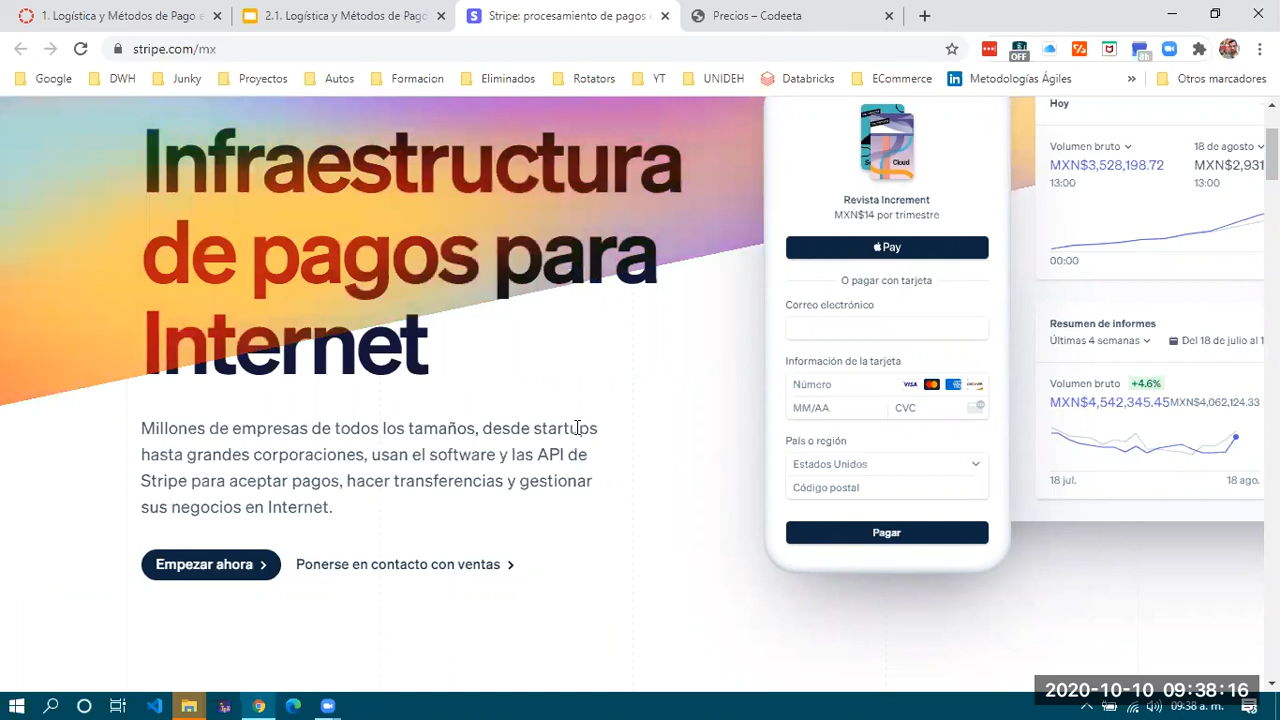 1. Logística y Métodos de Pago
2.1. Logística y Métodos de Pago
Stripe: procesamiento de pagos
Precios – Codeeta
stripe.com/mx
OFF
8h
Google
DWH
Junky
Proyectos
Autos
Formacion
Eliminados
Rotators
YT
UNIDEH
Databricks
ECommerce
Metodologías Ágiles
»
Otros marcadores
Infraestructura
de pagos para
Internet
Millones de empresas de todos los tamaños, desde startups
hasta grandes corporaciones, usan el software y las API de
Stripe para aceptar pagos, hacer transferencias y gestionar
sus negocios en Internet.
Empezar ahora
Ponerse en contacto con ventas
Cloud
Revista Increment
MXN$14 por trimestre
Pay
O pagar con tarjeta
Correo electrónico
Información de la tarjeta
Número
VISA
MM/AA
CVC
País o región
Estados Unidos
Código postal
Pagar
Hoy
Volumen bruto
18 de agosto
MXN$3,528,198.72
MXN$2,931
13:00
13:00
00:00
Resumen de informes
Últimas 4 semanas
Del 18 de julio al 1
Volumen bruto +4.6%
MXN$4,542,345.45 MXN$4,062,124.33
18 jul.
18 ago.
2020-10-10 09:38:16
09:38 a. m.